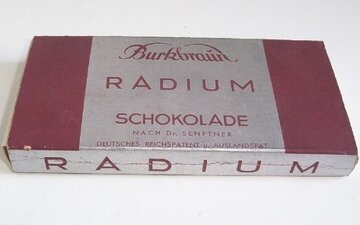 Burkbraun
RADIUM
SCHOKOLADE
NACH Dr. SENFTNER
DEUTSCHES REICHSPATENT u. AUSLANDSPAT.
RADIUM